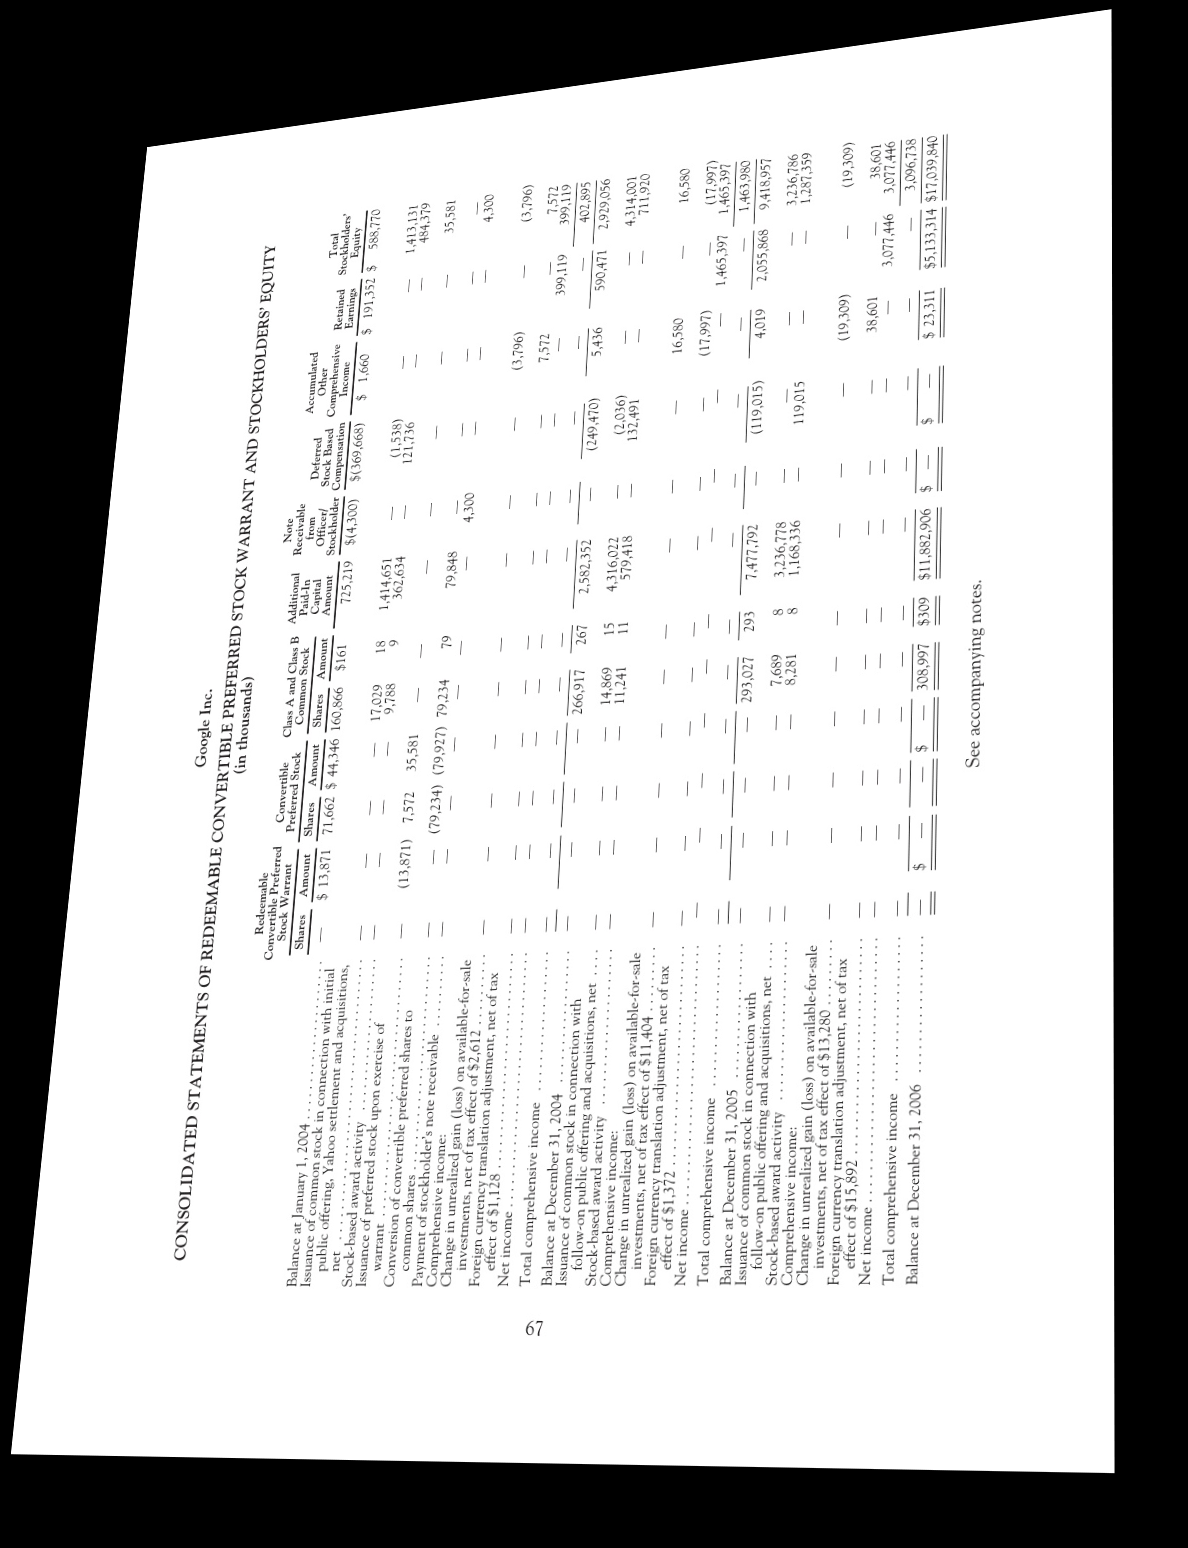 CONSOLIDATED STATEMENTS OF REDEEMABLE CONVERTIBLE PREFERRED STOCK WARRANT AND STOCKHOLDERS' EQUITY
Google Inc.
(in thousands)
Redeemable Convertible Preferred Stock Warrant Convertible Preferred Stock Class A and Class B Common Stock Additional Paid-In Capital Amount Note Receivable from Officer/ Stockholder Deferred Stock Based Compensation Accumulated Other Comprehensive Income Retained Earnings Total Stockholders' Equity
Shares Amount Shares Amount Shares Amount
Balance at January 1, 2004 — $ 13,871 71,662 $ 44,346 160,866 $161 725,219 $(4,300) $(369,668) $ 1,660 $ 191,352 $ 588,770
Issuance of common stock in connection with initial
public offering, Yahoo settlement and acquisitions,
net — — — — 17,029 18 1,414,651 — (1,538) — — 1,413,131
Stock-based award activity — — — — 9,788 9 362,634 — 121,736 — — 484,379
Issuance of preferred stock upon exercise of
warrant — (13,871) 7,572 35,581 — — — — — — — 35,581
Conversion of convertible preferred shares to
common shares — — (79,234) (79,927) 79,234 79 79,848 — — — — —
Payment of stockholder's note receivable — — — — — — — 4,300 — — — 4,300
Comprehensive income:
Change in unrealized gain (loss) on available-for-sale
investments, net of tax effect of $2,612 — — — — — — — — — (3,796) — (3,796)
Foreign currency translation adjustment, net of tax
effect of $1,128 — — — — — — — — — 7,572 — 7,572
Net income — — — — — — — — — — 399,119 399,119
Total comprehensive income — — — — — — — — — — — 402,895
Balance at December 31, 2004 — — — — 266,917 267 2,582,352 — (249,470) 5,436 590,471 2,929,056
Issuance of common stock in connection with
follow-on public offering and acquisitions, net — — — — 14,869 15 4,316,022 — (2,036) — — 4,314,001
Stock-based award activity — — — — 11,241 11 579,418 — 132,491 — — 711,920
Comprehensive income:
Change in unrealized gain (loss) on available-for-sale
investments, net of tax effect of $11,404 — — — — — — — — — 16,580 — 16,580
Foreign currency translation adjustment, net of tax
effect of $1,372 — — — — — — — — — (17,997) — (17,997)
Net income — — — — — — — — — — 1,465,397 1,465,397
Total comprehensive income — — — — — — — — — — — 1,463,980
Balance at December 31, 2005 — — — — 293,027 293 7,477,792 — (119,015) 4,019 2,055,868 9,418,957
Issuance of common stock in connection with
follow-on public offering and acquisitions, net — — — — 7,689 8 3,236,778 — — — — 3,236,786
Stock-based award activity — — — — 8,281 8 1,168,336 — 119,015 — — 1,287,359
Comprehensive income:
Change in unrealized gain (loss) on available-for-sale
investments, net of tax effect of $13,280 — — — — — — — — — (19,309) — (19,309)
Foreign currency translation adjustment, net of tax
effect of $15,892 — — — — — — — — — 38,601 — 38,601
Net income — — — — — — — — — — 3,077,446 3,077,446
Total comprehensive income — — — — — — — — — — — 3,096,738
Balance at December 31, 2006 — $ — — $ — 308,997 $309 $11,882,906 $ — $ — $ 23,311 $5,133,314 $17,039,840
See accompanying notes.
67